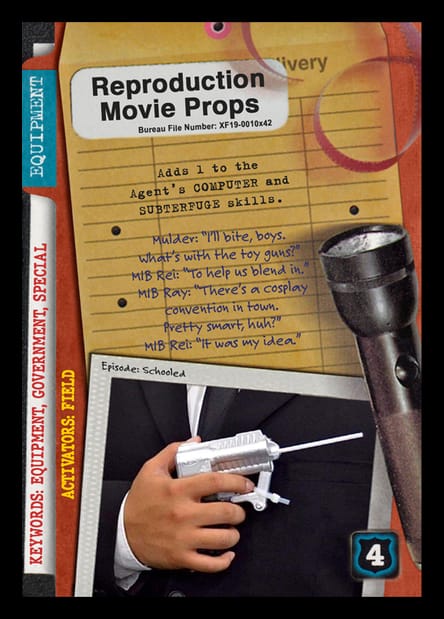 livery
Reproduction
Movie Props
Bureau File Number: XF19-0010x42
EQUIPMENT
Adds 1 to the
Agent's COMPUTER and
SUBTERFUGE skills.
Mulder: "I'll bite, boys.
What's with the toy guns?"
MIB Rei: "To help us blend in."
MIB Ray: "There's a cosplay
convention in town.
Pretty smart, huh?"
MIB Rei: "It was my idea."
KEYWORDS: EQUIPMENT, GOVERNMENT, SPECIAL
ACTIVATORS: FIELD
Episode: Schooled
4